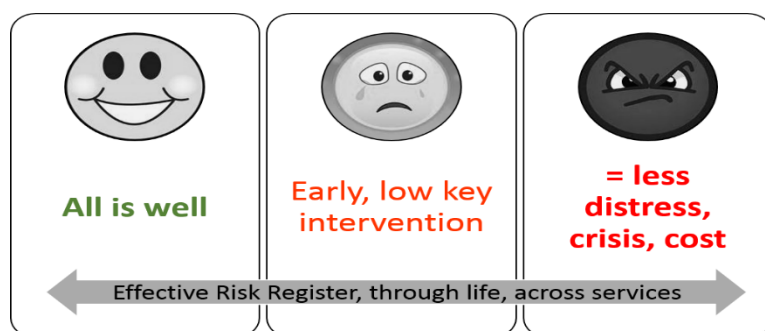 All is well
Early, low key
intervention
= less
distress,
crisis, cost
Effective Risk Register, through life, across services